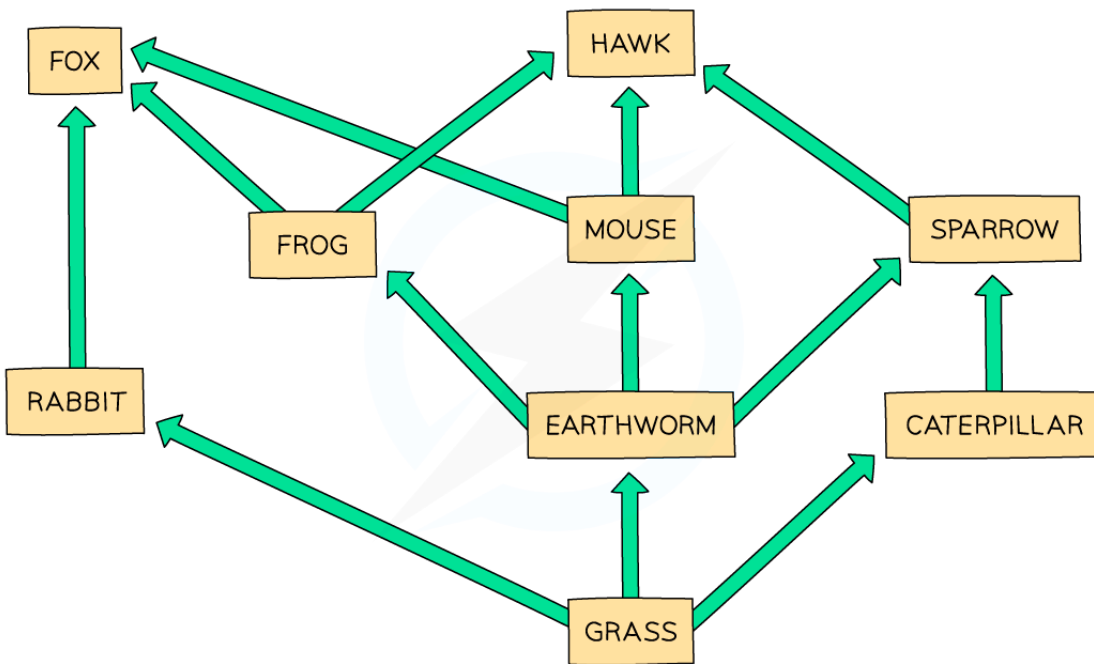 FOX
HAWK
FROG
MOUSE
SPARROW
RABBIT
EARTHWORM
CATERPILLAR
GRASS